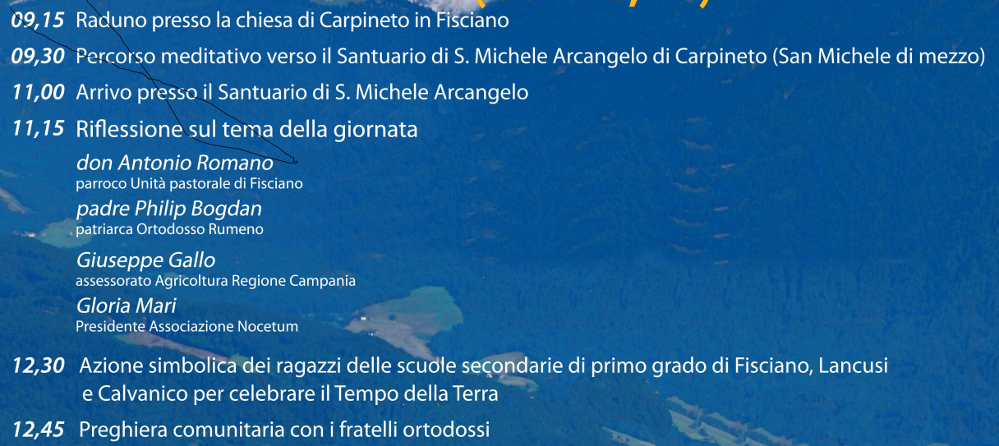 09,15 Raduno presso la chiesa di Carpineto in Fisciano
09,30 Percorso meditativo verso il Santuario di S. Michele Arcangelo di Carpineto (San Michele di mezzo)
11,00 Arrivo presso il Santuario di S. Michele Arcangelo
11,15 Riflessione sul tema della giornata
don Antonio Romano
parroco Unità pastorale di Fisciano
padre Philip Bogdan
patriarca Ortodosso Rumeno
Giuseppe Gallo
assessorato Agricoltura Regione Campania
Gloria Mari
Presidente Associazione Nocetum
12,30 Azione simbolica dei ragazzi delle scuole secondarie di primo grado di Fisciano, Lancusi
e Calvanico per celebrare il Tempo della Terra
12,45 Preghiera comunitaria con i fratelli ortodossi